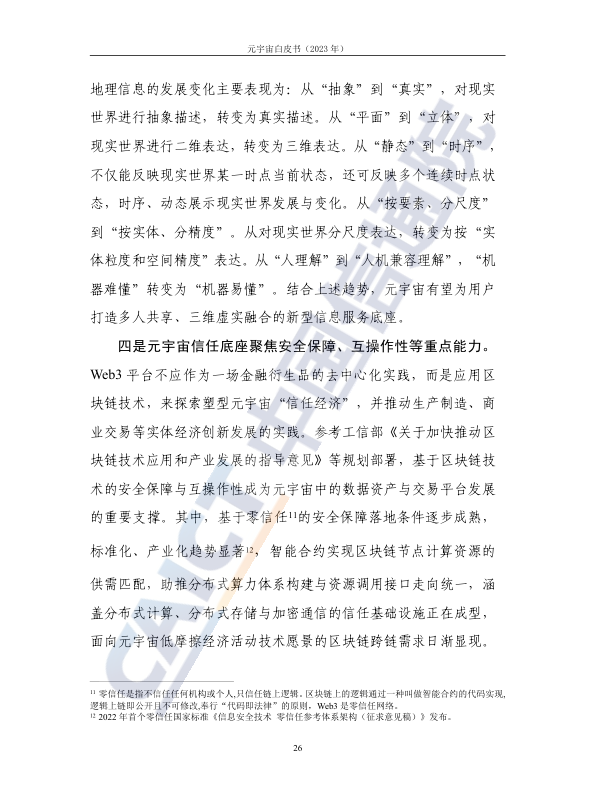 元宇宙白皮书（2023 年）
地理信息的发展变化主要表现为：从“抽象”到“真实”，对现实
世界进行抽象描述，转变为真实描述。从“平面”到“立体”，对
现实世界进行二维表达，转变为三维表达。从“静态”到“时序”，
不仅能反映现实世界某一时点当前状态，还可反映多个连续时点状
态，时序、动态展示现实世界发展与变化。从“按要素、分尺度”
到“按实体、分精度”。从对现实世界分尺度表达，转变为按“实
体粒度和空间精度”表达。从“人理解”到“人机兼容理解”，“机
器难懂”转变为“机器易懂”。结合上述趋势，元宇宙有望为用户
打造多人共享、三维虚实融合的新型信息服务底座。
四是元宇宙信任底座聚焦安全保障、互操作性等重点能力。
Web3 平台不应作为一场金融衍生品的去中心化实践，而是应用区
块链技术，来探索塑型元宇宙“信任经济”，并推动生产制造、商
业交易等实体经济创新发展的实践。参考工信部《关于加快推动区
块链技术应用和产业发展的指导意见》等规划部署，基于区块链技
术的安全保障与互操作性成为元宇宙中的数据资产与交易平台发展
的重要支撑。其中，基于零信任11的安全保障落地条件逐步成熟，
标准化、产业化趋势显著12，智能合约实现区块链节点计算资源的
供需匹配，助推分布式算力体系构建与资源调用接口走向统一，涵
盖分布式计算、分布式存储与加密通信的信任基础设施正在成型，
面向元宇宙低摩擦经济活动技术愿景的区块链跨链需求日渐显现。
11 零信任是指不信任任何机构或个人,只信任链上逻辑。区块链上的逻辑通过一种叫做智能合约的代码实现,
逻辑上链即公开且不可修改,奉行“代码即法律”的原则。Web3 是零信任网络。
12 2022 年首个零信任国家标准《信息安全技术 零信任参考体系架构（征求意见稿）》发布。
26
CAICT 中国信通院